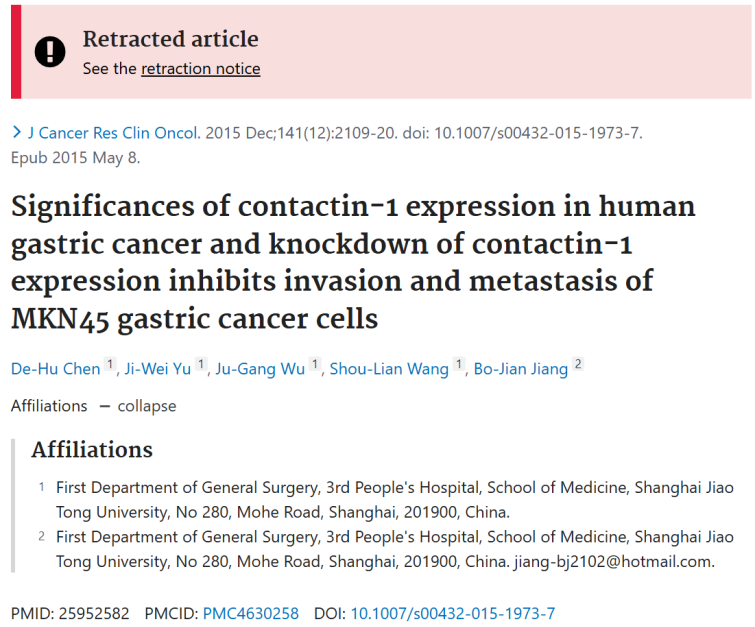 Retracted article
See the retraction notice
J Cancer Res Clin Oncol. 2015 Dec;141(12):2109-20. doi: 10.1007/s00432-015-1973-7.
Epub 2015 May 8.
Significances of contactin-1 expression in human
gastric cancer and knockdown of contactin-1
expression inhibits invasion and metastasis of
MKN45 gastric cancer cells
De-Hu Chen 1, Ji-Wei Yu 1, Ju-Gang Wu 1, Shou-Lian Wang 1, Bo-Jian Jiang 2
Affiliations – collapse
Affiliations
1 First Department of General Surgery, 3rd People's Hospital, School of Medicine, Shanghai Jiao
Tong University, No 280, Mohe Road, Shanghai, 201900, China.
2 First Department of General Surgery, 3rd People's Hospital, School of Medicine, Shanghai Jiao
Tong University, No 280, Mohe Road, Shanghai, 201900, China. jiang-bj2102@hotmail.com.
PMID: 25952582 PMCID: PMC4630258 DOI: 10.1007/s00432-015-1973-7